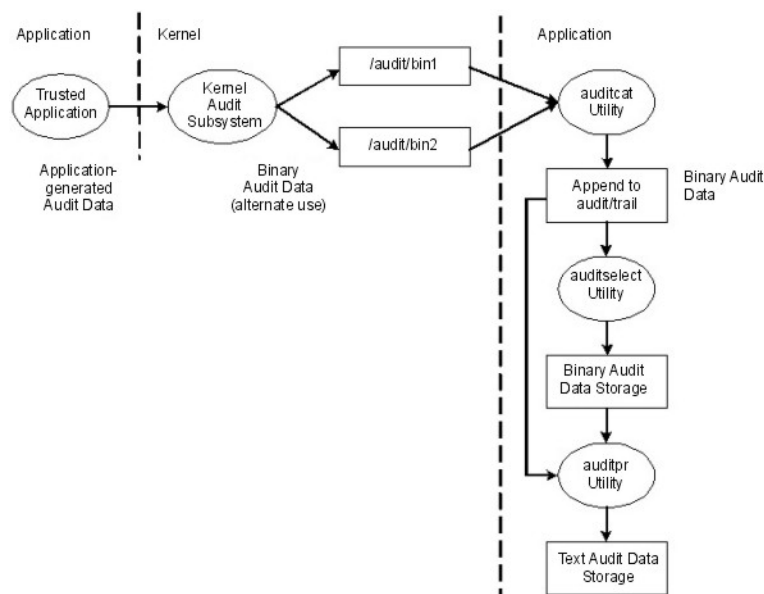 Application
Kernel
Application
Trusted
Application
Kernel
Audit
Subsystem
/audit/bin1
/audit/bin2
auditcat
Utility
Application-
generated
Audit Data
Binary
Audit Data
(alternate use)
Append to
audit/trail
Binary Audit
Data
auditselect
Utility
Binary Audit
Data Storage
auditpr
Utility
Text Audit Data
Storage